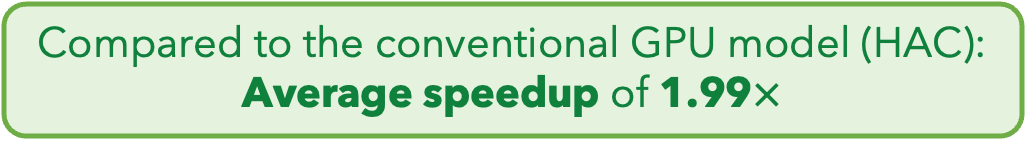 Compared to the conventional GPU model (HAC):
Average speedup of 1.99×